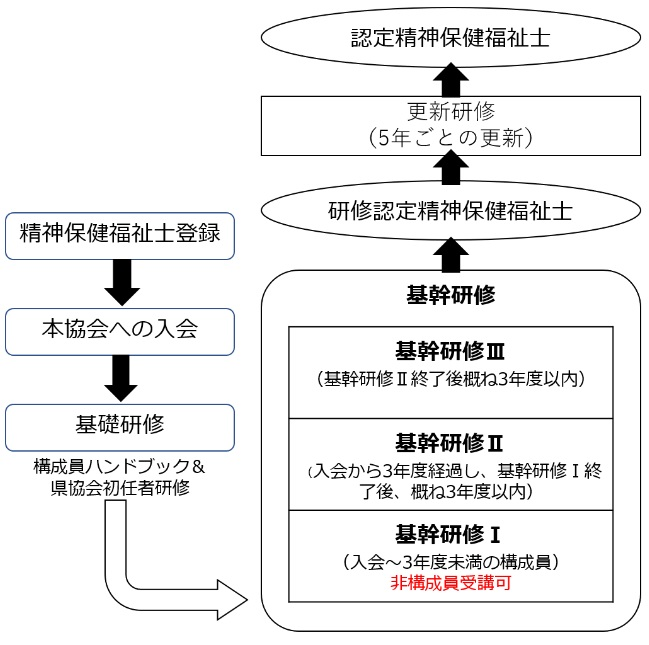 認定精神保健福祉士
更新研修
（5年ごとの更新）
研修認定精神保健福祉士
精神保健福祉士登録
本協会への入会
基礎研修
構成員ハンドブック＆
県協会初任者研修
基幹研修
基幹研修Ⅲ
（基幹研修Ⅱ終了後概ね3年度以内）
基幹研修Ⅱ
（入会から3年度経過し、基幹研修Ⅰ終
了後、概ね3年度以内）
基幹研修Ⅰ
（入会～3年度未満の構成員）
非構成員受講可